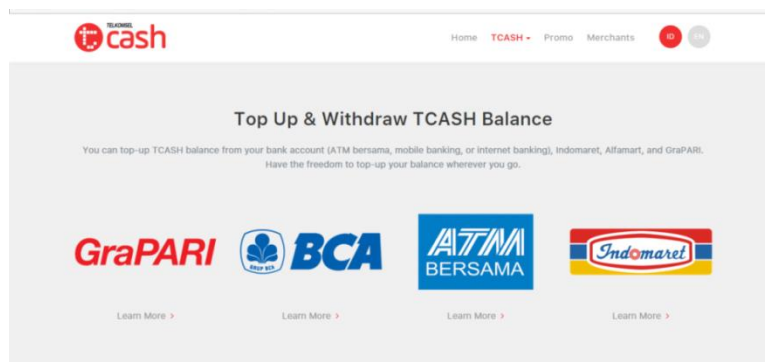 TELKOMSEL
t cash
Home TCASH Promo Merchants ID EN
Top Up & Withdraw TCASH Balance
You can top-up TCASH balance from your bank account (ATM bersama, mobile banking, or internet banking), Indomaret, Alfamart, and GraPARI.
Have the freedom to top-up your balance wherever you go.
GraPARI BCA ATM BERSAMA Indomaret
GRUP BCA
Learn More > Learn More > Learn More > Learn More >